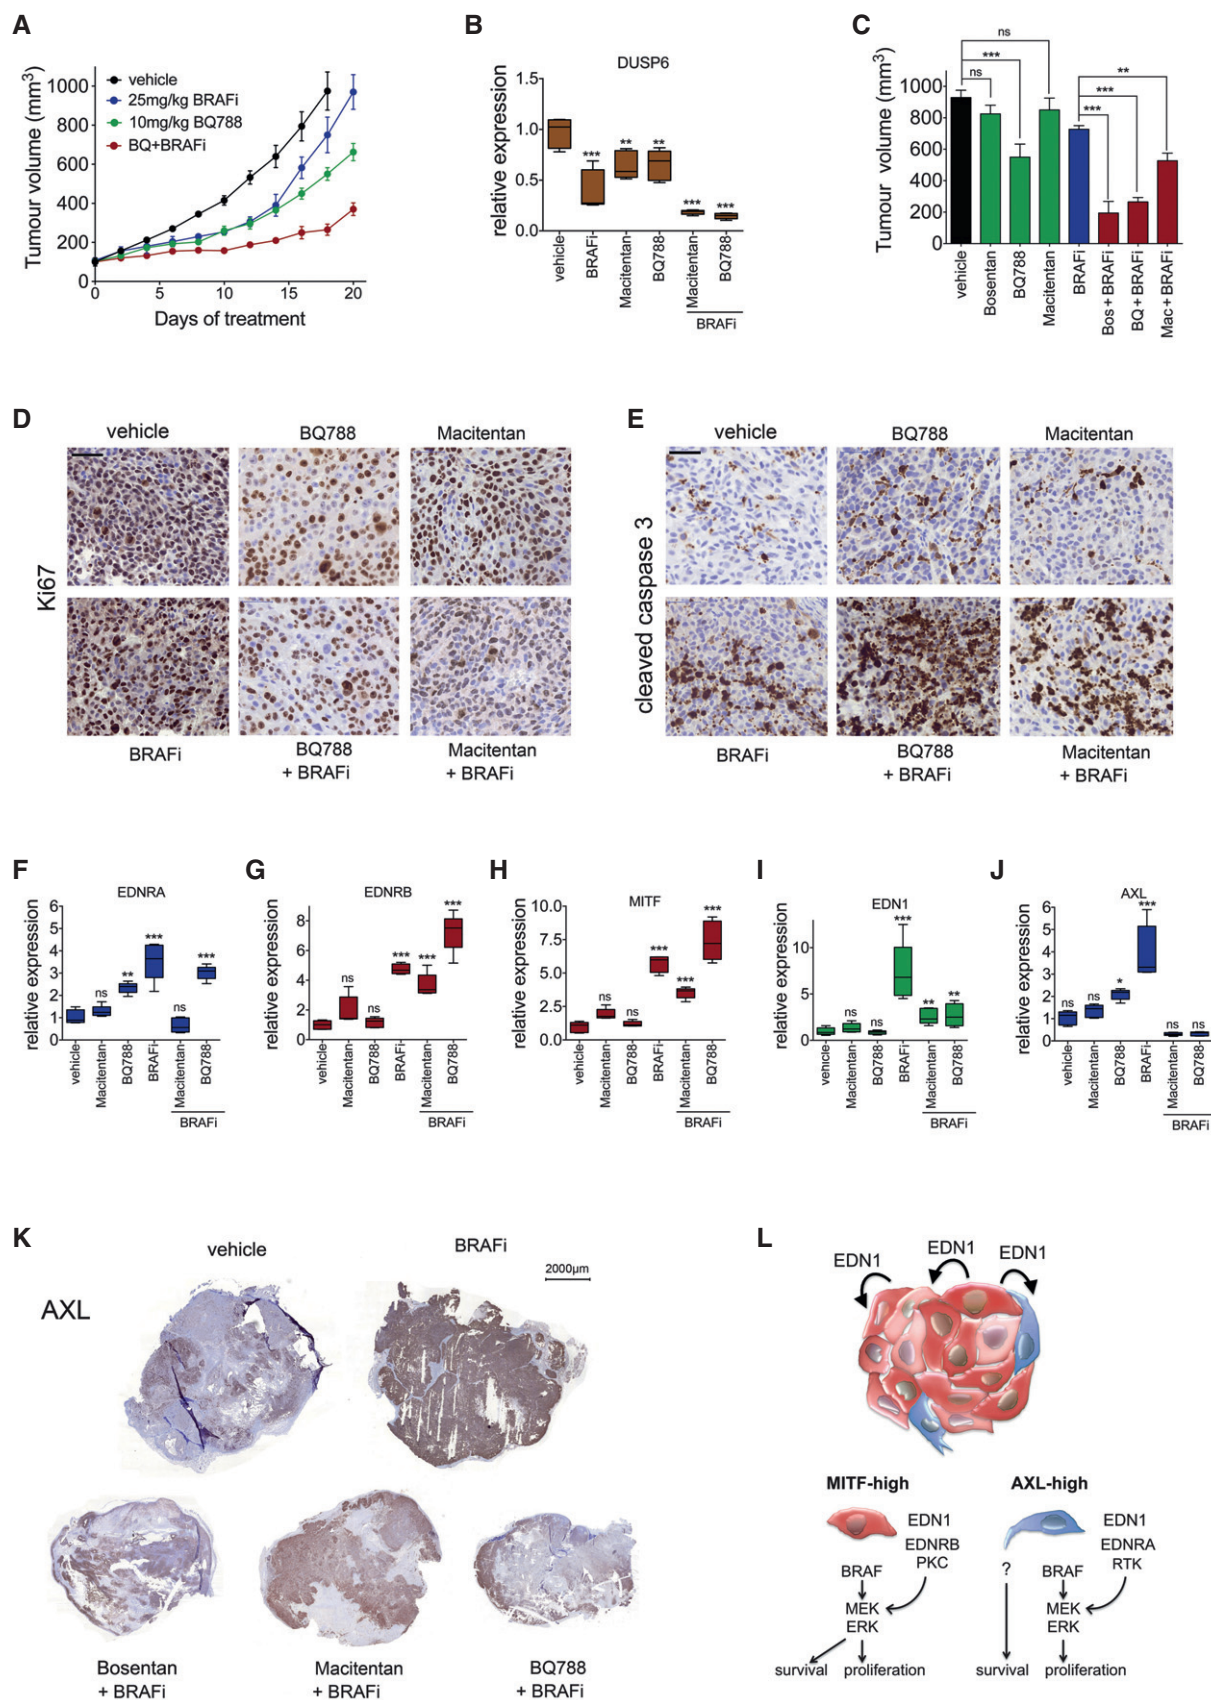 A
Tumour volume (mm³)
1000
800
600
400
200
0
0
5
10
16
20
Days of treatment
vehicle
25mg/kg BRAFi
10mg/kg BQ788
BQ+BRAFi
B
DUSP6
relative expression
1.5
1.0
0.5
0.0
***
**
**
***
***
vehicle
BRAFi
Macitentan
BQ788
Macitentan
BQ788
BRAFi
C
Tumour volume (mm³)
1000
800
600
400
200
0
ns
***
ns
**
***
***
vehicle
Bosentan
BQ788
Macitentan
BRAFi
Bos + BRAFi
BQ + BRAFi
Mac + BRAFi
D
Ki67
vehicle
BQ788
Macitentan
BRAFi
BQ788
+ BRAFi
Macitentan
+ BRAFi
E
cleaved caspase 3
vehicle
BQ788
Macitentan
BRAFi
BQ788
+ BRAFi
Macitentan
+ BRAFi
F
EDNRA
relative expression
6
5
4
3
2
1
0
ns
**
***
ns
***
vehicle
Macitentan
BQ788
BRAFi
Macitentan
BQ788
BRAFi
G
EDNRB
relative expression
8
6
4
2
0
ns
ns
***
***
***
vehicle
Macitentan
BQ788
BRAFi
Macitentan
BQ788
BRAFi
H
MITF
relative expression
10.0
7.5
5.0
2.5
0.0
ns
ns
***
***
***
vehicle
Macitentan
BQ788
BRAFi
Macitentan
BQ788
BRAFi
I
EDN1
relative expression
10
5
0
ns
ns
***
**
**
vehicle
Macitentan
BQ788
BRAFi
Macitentan
BQ788
BRAFi
J
AXL
relative expression
6
5
4
3
2
1
0
ns
ns
*
***
ns
ns
vehicle
Macitentan
BQ788
BRAFi
Macitentan
BQ788
BRAFi
K
AXL
vehicle
BRAFi
2000µm
Bosentan
+ BRAFi
Macitentan
+ BRAFi
BQ788
+ BRAFi
L
EDN1
EDN1
EDN1
MITF-high
EDN1
EDNRB
PKC
BRAF
MEK
ERK
survival
proliferation
AXL-high
EDN1
EDNRA
RTK
?
BRAF
MEK
ERK
survival
proliferation